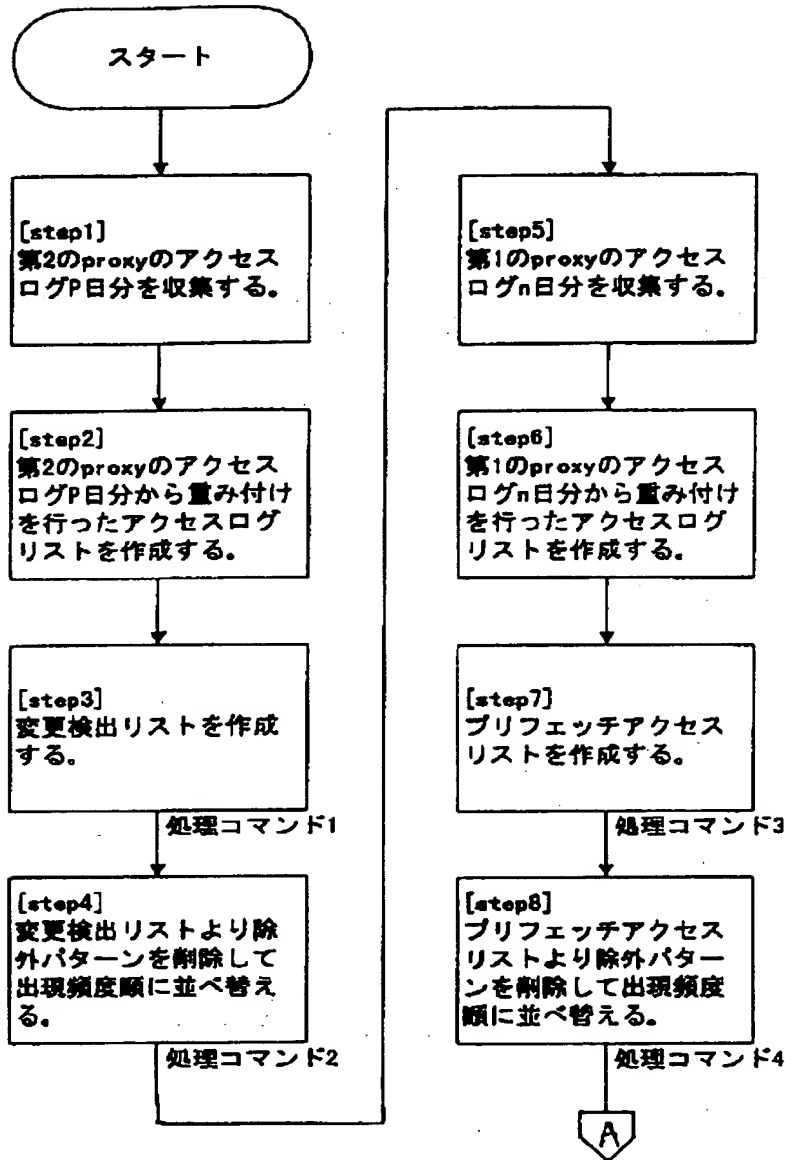 スタート
[step1]
第2のproxyのアクセス
ログP日分を収集する。
[step2]
第2のproxyのアクセス
ログP日分から重み付け
を行ったアクセスログ
リストを作成する。
[step3]
変更検出リストを作成
する。
処理コマンド1
[step4]
変更検出リストより除
外パターンを削除して
出現頻度順に並べ替え
る。
処理コマンド2
[step5]
第1のproxyのアクセス
ログn日分を収集する。
[step6]
第1のproxyのアクセス
ログn日分から重み付け
を行ったアクセスログ
リストを作成する。
[step7]
プリフェッチアクセス
リストを作成する。
処理コマンド3
[step8]
プリフェッチアクセス
リストより除外パター
ンを削除して出現頻度
順に並べ替える。
処理コマンド4
A